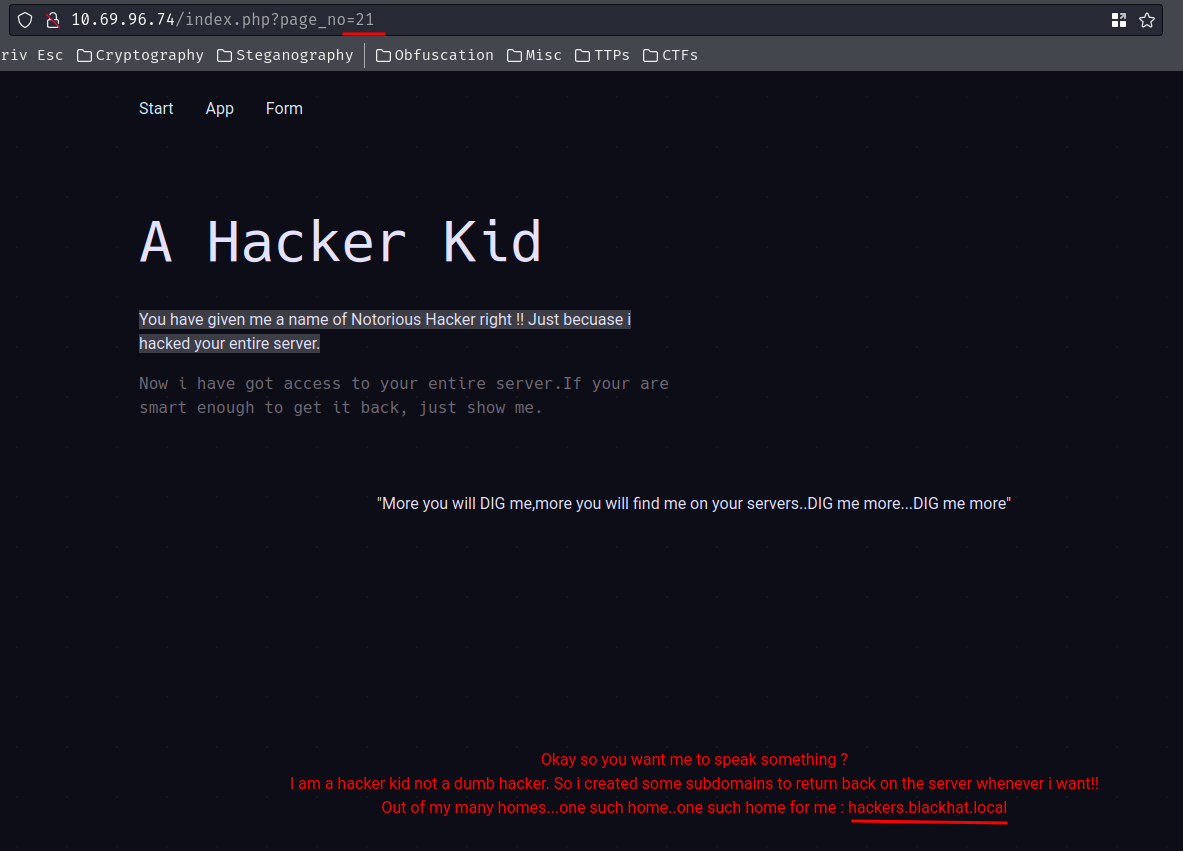 10.69.96.74/index.php?page_no=21
riv Esc Cryptography Steganography Obfuscation Misc TTPs CTFs
Start App Form
A Hacker Kid
You have given me a name of Notorious Hacker right !! Just becuase i
hacked your entire server.
Now i have got access to your entire server.If your are
smart enough to get it back, just show me.
"More you will DIG me,more you will find me on your servers..DIG me more...DIG me more"
Okay so you want me to speak something ?
I am a hacker kid not a dumb hacker. So i created some subdomains to return back on the server whenever i want!!
Out of my many homes...one such home..one such home for me : hackers.blackhat.local